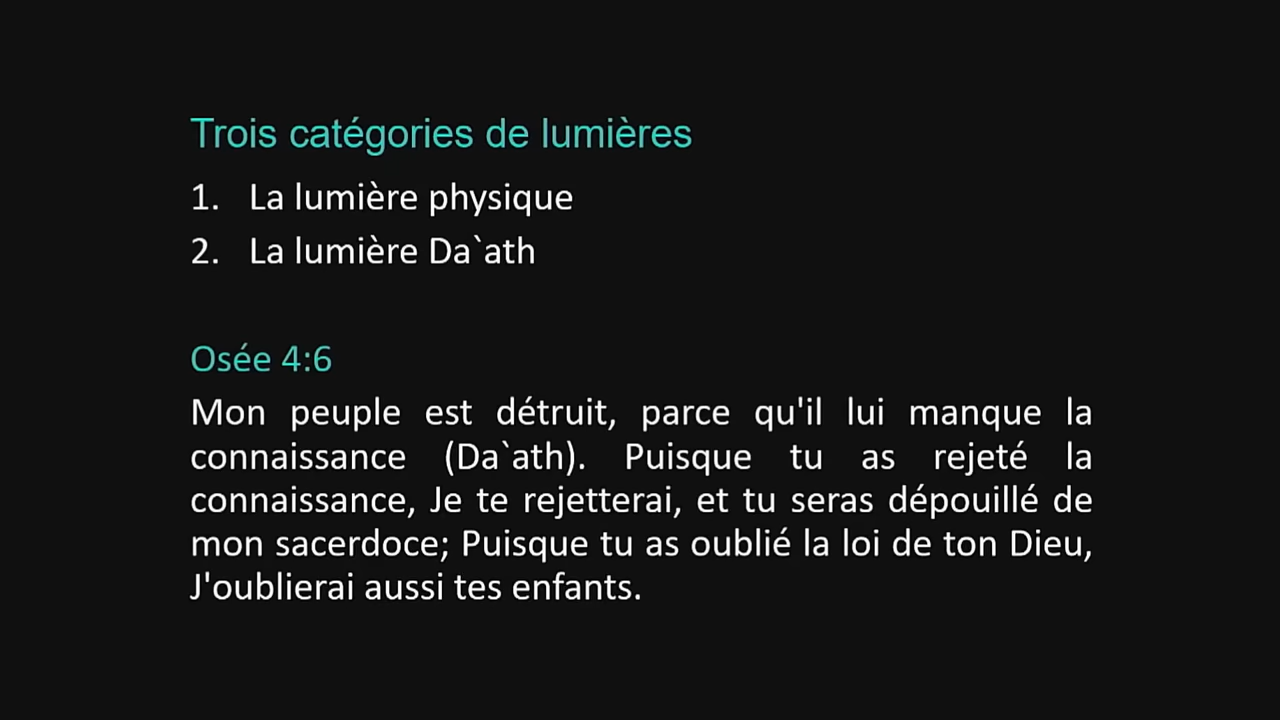 Trois catégories de lumières
1. La lumière physique
2. La lumière Da`ath
Osée 4:6
Mon peuple est détruit, parce qu'il lui manque la
connaissance (Da`ath). Puisque tu as rejeté la
connaissance, Je te rejetterai, et tu seras dépouillé de
mon sacerdoce; Puisque tu as oublié la loi de ton Dieu,
J'oublierai aussi tes enfants.